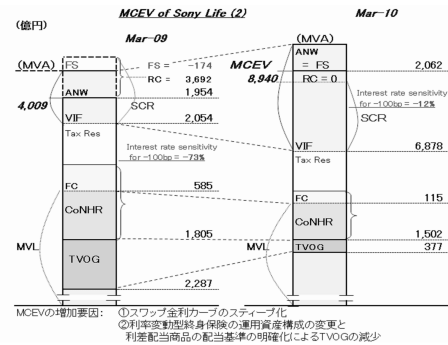 MCEV of Sony Life (2)
(億円)
Mar-09
Mar-10
(MVA)
FS
FS = -174
RC = 3,692
ANW
1,954
4,009
SCR
VIF
2,054
Tax Res
Interest rate sensitivity
for -100bp = -73%
FC
585
CoNHR
1,805
MVL
TVOG
2,287
(MVA)
ANW
MCEV
= FS
2,062
8,940
RC = 0
Interest rate sensitivity
for -100bp = -12%
SCR
VIF
6,878
Tax Res
FC
115
CoNHR
1,502
MVL
TVOG
377
MCEVの増加要因: ①スワップ金利カーブのスティープ化
②利率変動型終身保険の運用資産構成の変更と
利差配当商品の配当基準の明確化によるTVOGの減少